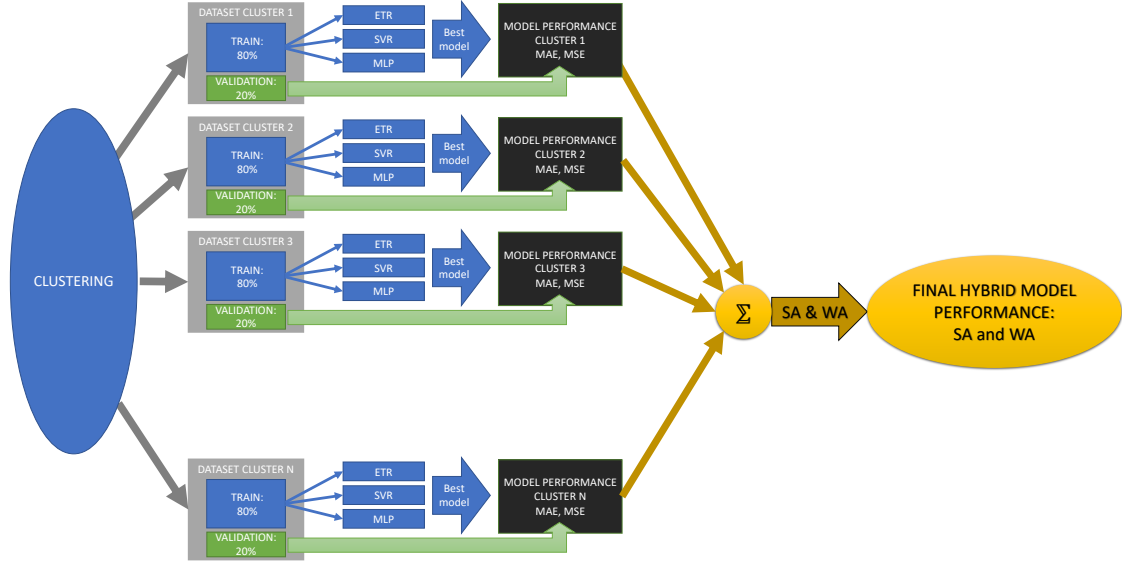 CLUSTERING
DATASET CLUSTER 1
TRAIN:
80%
VALIDATION:
20%
ETR
SVR
MLP
Best
model
MODEL PERFORMANCE
CLUSTER 1
MAE, MSE
DATASET CLUSTER 2
TRAIN:
80%
VALIDATION:
20%
ETR
SVR
MLP
Best
model
MODEL PERFORMANCE
CLUSTER 2
MAE, MSE
DATASET CLUSTER 3
TRAIN:
80%
VALIDATION:
20%
ETR
SVR
MLP
Best
model
MODEL PERFORMANCE
CLUSTER 3
MAE, MSE
DATASET CLUSTER N
TRAIN:
80%
VALIDATION:
20%
ETR
SVR
MLP
Best
model
MODEL PERFORMANCE
CLUSTER N
MAE, MSE
Σ
SA & WA
FINAL HYBRID MODEL
PERFORMANCE:
SA and WA